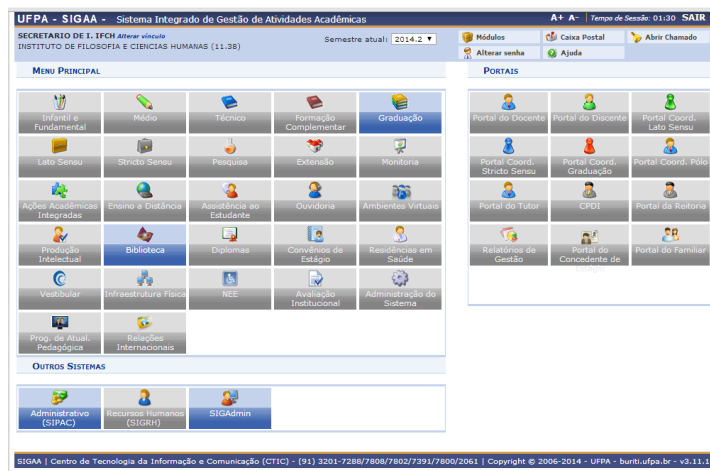 UFPA - SIGAA - Sistema Integrado de Gestão de Atividades Acadêmicas
A+ A- Tempo de Sessão: 01:30 SAIR
SECRETARIO DE I. IFCH Alterar vínculo
INSTITUTO DE FILOSOFIA E CIENCIAS HUMANAS (11.38)
Semestre atual: 2014.2
Módulos Caixa Postal Abrir Chamado
Alterar senha Ajuda
MENU PRINCIPAL
Infantil e Fundamental
Médio
Técnico
Formação Complementar
Graduação
Lato Sensu
Stricto Sensu
Pesquisa
Extensão
Monitoria
Ações Acadêmicas Integradas
Ensino a Distância
Assistência ao Estudante
Ouvidoria
Ambientes Virtuais
Produção Intelectual
Biblioteca
Diplomas
Convênios de Estágio
Residências em Saúde
Vestibular
Infraestrutura Física
NEE
Avaliação Institucional
Administração do Sistema
Prog. de Atual. Pedagógica
Relações Internacionais
PORTAIS
Portal do Docente
Portal do Discente
Portal Coord. Lato Sensu
Portal Coord. Stricto Sensu
Portal Coord. Graduação
Portal Coord. Pólo
Portal do Tutor
CPDI
Portal da Reitoria
Relatórios de Gestão
Portal do Concedente de
Portal do Familiar
OUTROS SISTEMAS
Administrativo (SIPAC)
Recursos Humanos (SIGRH)
SIGAdmin
SIGAA | Centro de Tecnologia da Informação e Comunicação (CTIC) - (91) 3201-7288/7808/7802/7391/7800/2061 | Copyright © 2006-2014 - UFPA - buriti.ufpa.br - v3.11.1